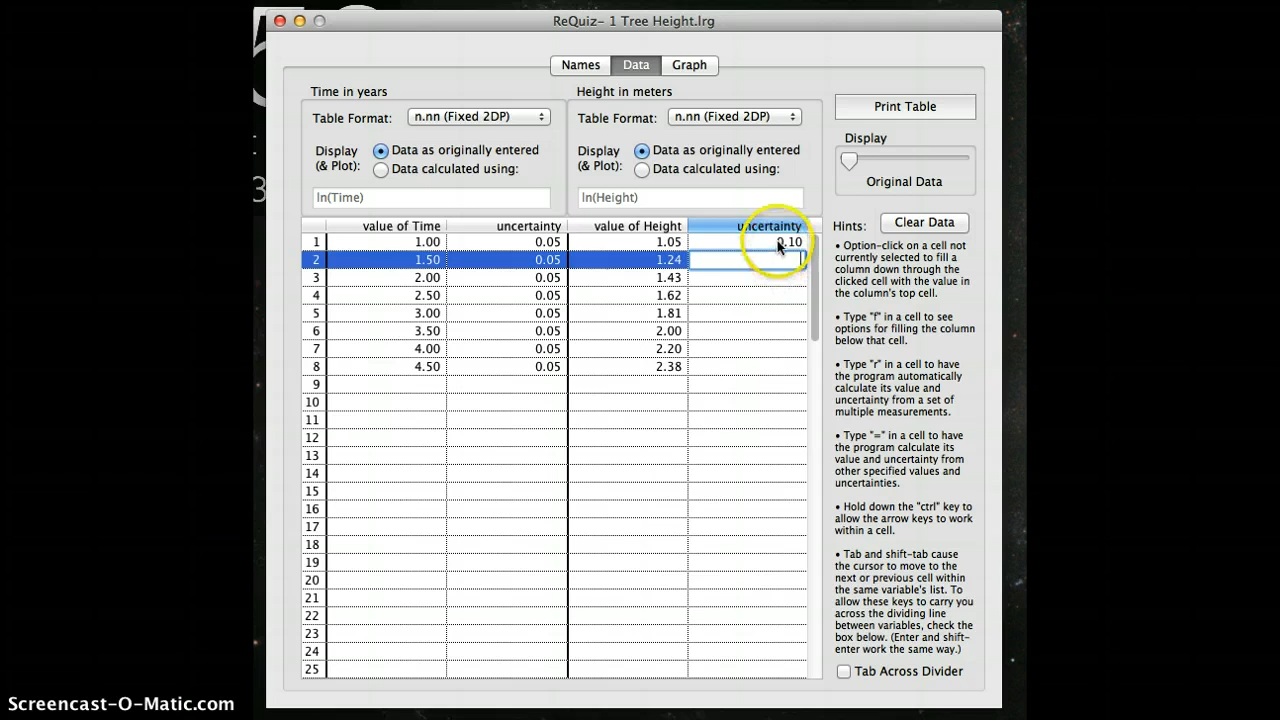 ReQuiz- 1 Tree Height.lrg
Names Data Graph
Time in years
Table Format: n.nn (Fixed 2DP)
Display (& Plot):
Data as originally entered
Data calculated using:
ln(Time)
Height in meters
Table Format: n.nn (Fixed 2DP)
Display (& Plot):
Data as originally entered
Data calculated using:
ln(Height)
Print Table
Display
Original Data
value of Time uncertainty value of Height uncertainty
1 1.00 0.05 1.05 0.10
2 1.50 0.05 1.24
3 2.00 0.05 1.43
4 2.50 0.05 1.62
5 3.00 0.05 1.81
6 3.50 0.05 2.00
7 4.00 0.05 2.20
8 4.50 0.05 2.38
9
10
11
12
13
14
15
16
17
18
19
20
21
22
23
24
25
Hints: Clear Data
• Option-click on a cell not
currently selected to fill a
column down through the
clicked cell with the value in
the column's top cell.
• Type "f" in a cell to see
options for filling the column
below that cell.
• Type "r" in a cell to have
the program automatically
calculate its value and
uncertainty from a set of
multiple measurements.
• Type "=" in a cell to have
the program calculate its
value and uncertainty from
other specified values and
uncertainties.
• Hold down the "ctrl" key to
allow the arrow keys to work
within a cell.
• Tab and shift-tab cause
the cursor to move to the
next or previous cell within
the same variable's list. To
allow these keys to carry you
across the dividing line
between variables, check the
box below. (Enter and shift-
enter work the same way.)
Tab Across Divider
Screencast-O-Matic.com